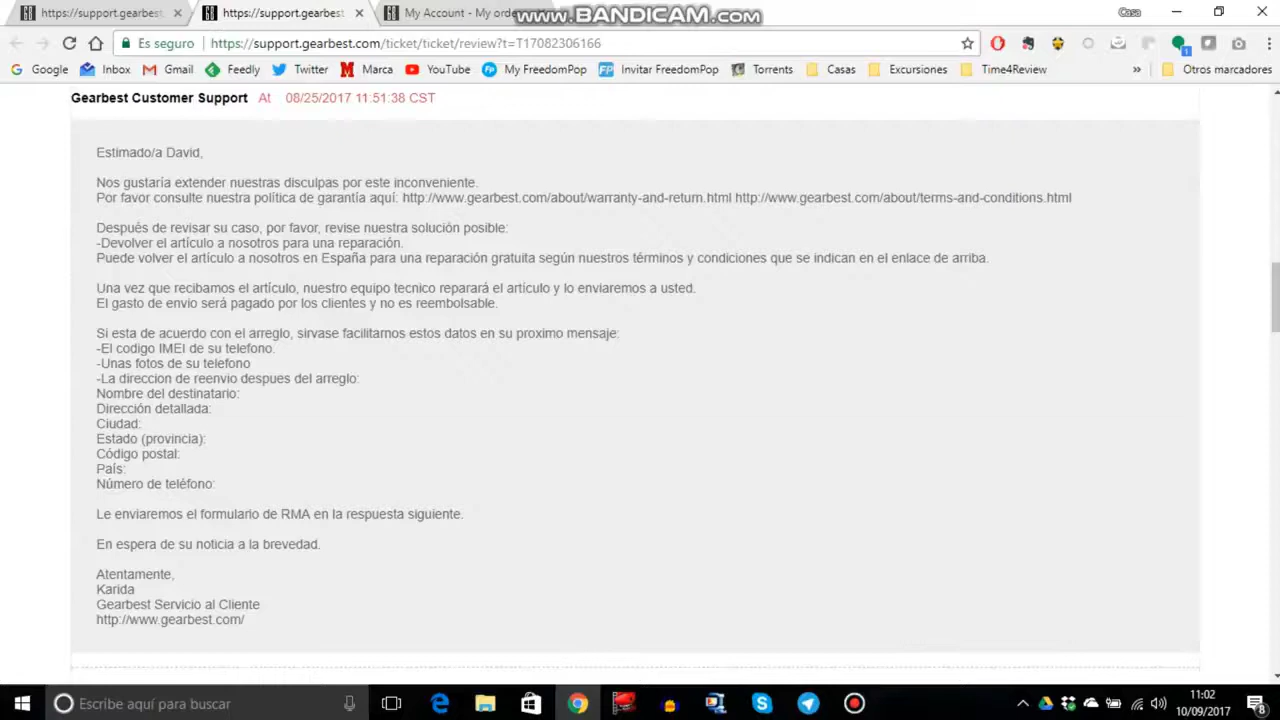 https://support.gearbest.
https://support.gearbest
My Account - My orde
www.BANDICAM.com
Casa
Es seguro
https://support.gearbest.com/ticket/ticket/review?t=T17082306166
Google
Inbox
Gmail
Feedly
Twitter
Marca
YouTube
My FreedomPop
Invitar FreedomPop
Torrents
Casas
Excursiones
Time4Review
»
Otros marcadores
Gearbest Customer Support At 08/25/2017 11:51:38 CST
Estimado/a David,
Nos gustaría extender nuestras disculpas por este inconveniente.
Por favor consulte nuestra política de garantía aquí: http://www.gearbest.com/about/warranty-and-return.html http://www.gearbest.com/about/terms-and-conditions.html
Después de revisar su caso, por favor, revise nuestra solución posible:
-Devolver el artículo a nosotros para una reparación.
Puede volver el artículo a nosotros en España para una reparación gratuita según nuestros términos y condiciones que se indican en el enlace de arriba.
Una vez que recibamos el artículo, nuestro equipo tecnico reparará el artículo y lo enviaremos a usted.
El gasto de envio será pagado por los clientes y no es reembolsable.
Si esta de acuerdo con el arreglo, sirvase facilitarnos estos datos en su proximo mensaje:
-El codigo IMEI de su telefono.
-Unas fotos de su telefono
-La direccion de reenvio despues del arreglo:
Nombre del destinatario:
Dirección detallada:
Ciudad:
Estado (provincia):
Código postal:
País:
Número de teléfono:
Le enviaremos el formulario de RMA en la respuesta siguiente.
En espera de su noticia a la brevedad.
Atentamente,
Karida
Gearbest Servicio al Cliente
http://www.gearbest.com/
Escribe aquí para buscar
11:02
10/09/2017
8